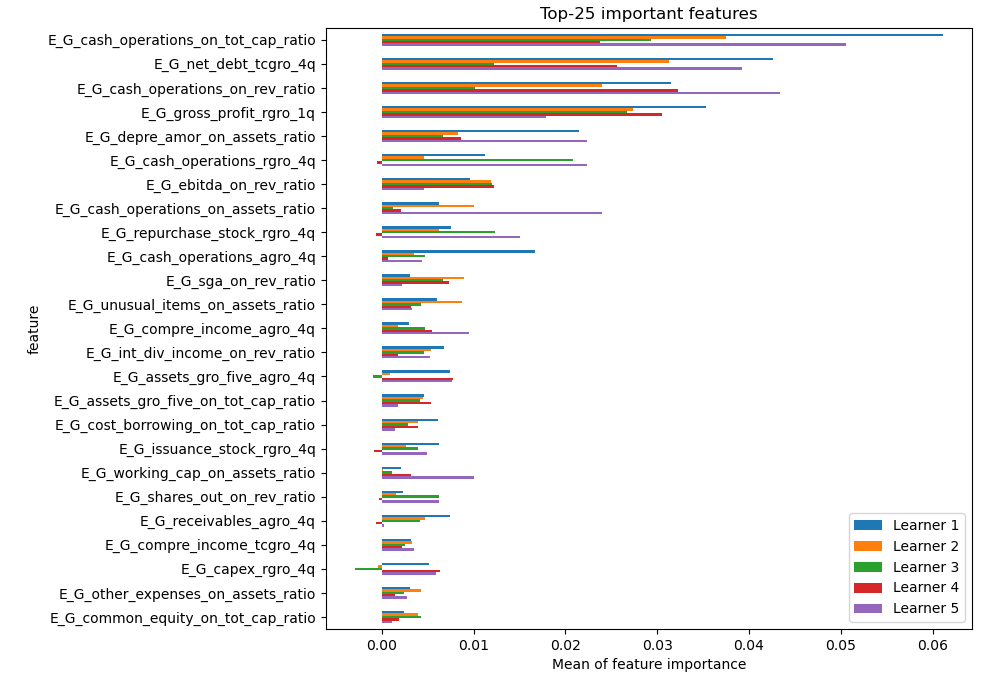 Top-25 important features
E_G_cash_operations_on_tot_cap_ratio
E_G_net_debt_tcgro_4q
E_G_cash_operations_on_rev_ratio
E_G_gross_profit_rgro_1q
E_G_depre_amor_on_assets_ratio
E_G_cash_operations_rgro_4q
E_G_ebitda_on_rev_ratio
E_G_cash_operations_on_assets_ratio
E_G_repurchase_stock_rgro_4q
E_G_cash_operations_agro_4q
E_G_sga_on_rev_ratio
E_G_unusual_items_on_assets_ratio
E_G_compre_income_agro_4q
E_G_int_div_income_on_rev_ratio
E_G_assets_gro_five_agro_4q
E_G_assets_gro_five_on_tot_cap_ratio
E_G_cost_borrowing_on_tot_cap_ratio
E_G_issuance_stock_rgro_4q
E_G_working_cap_on_assets_ratio
E_G_shares_out_on_rev_ratio
E_G_receivables_agro_4q
E_G_compre_income_tcgro_4q
E_G_capex_rgro_4q
E_G_other_expenses_on_assets_ratio
E_G_common_equity_on_tot_cap_ratio
feature
Learner 1
Learner 2
Learner 3
Learner 4
Learner 5
0.00 0.01 0.02 0.03 0.04 0.05 0.06
Mean of feature importance